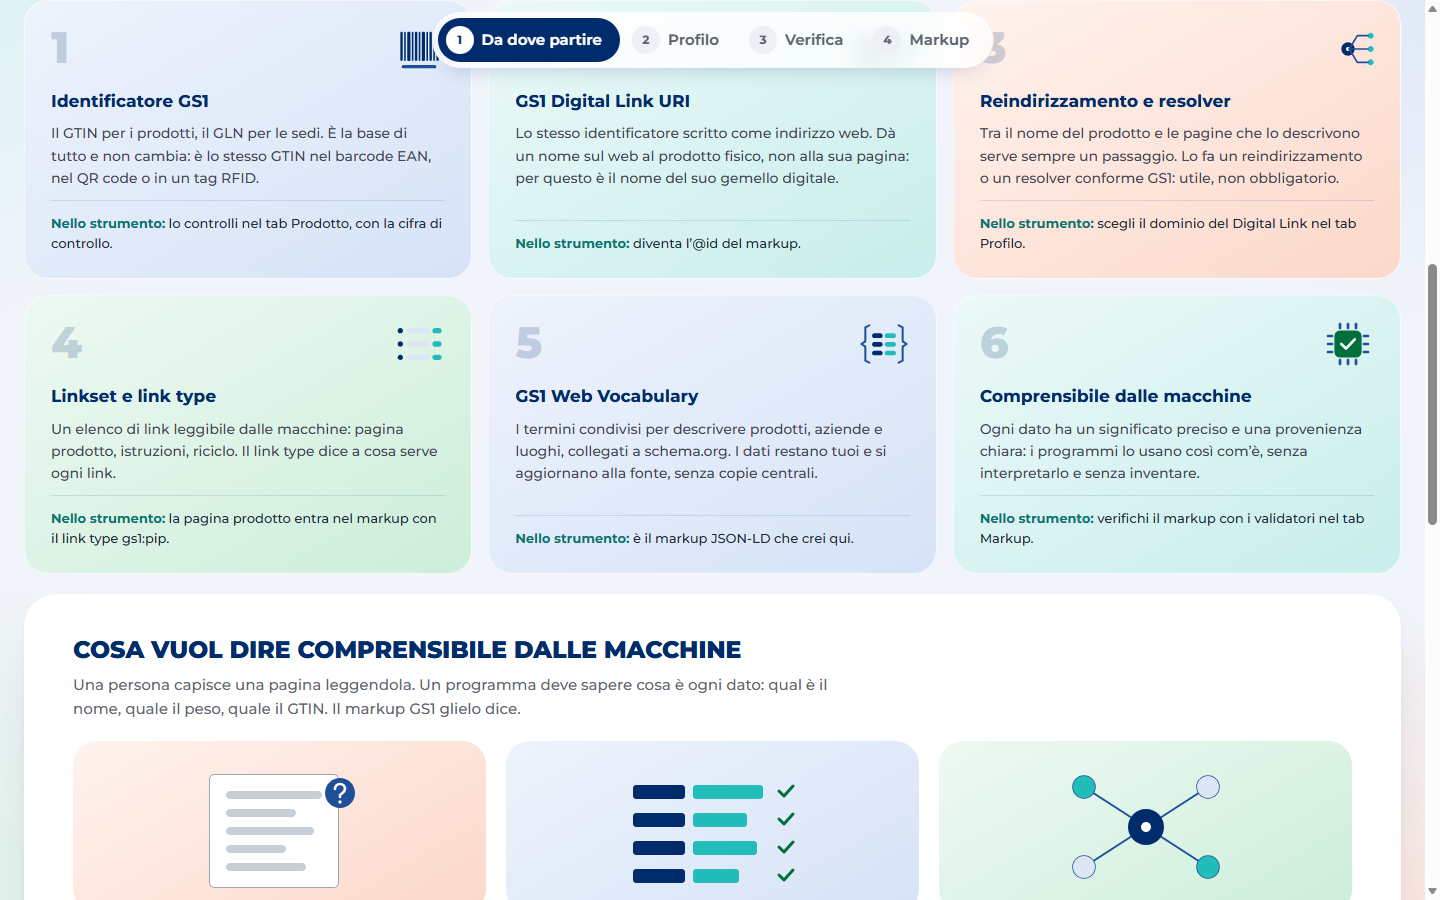 1 Da dove partire
2 Profilo
3 Verifica
4 Markup
1
Identificatore GS1
Il GTIN per i prodotti, il GLN per le sedi. È la base di
tutto e non cambia: è lo stesso GTIN nel barcode EAN,
nel QR code o in un tag RFID.
Nello strumento: lo controlli nel tab Prodotto, con la cifra di
controllo.
GS1 Digital Link URI
Lo stesso identificatore scritto come indirizzo web. Dà
un nome sul web al prodotto fisico, non alla sua pagina:
per questo è il nome del suo gemello digitale.
Nello strumento: diventa l’@id del markup.
3
Reindirizzamento e resolver
Tra il nome del prodotto e le pagine che lo descrivono
serve sempre un passaggio. Lo fa un reindirizzamento
o un resolver conforme GS1: utile, non obbligatorio.
Nello strumento: scegli il dominio del Digital Link nel tab
Profilo.
4
Linkset e link type
Un elenco di link leggibile dalle macchine: pagina
prodotto, istruzioni, riciclo. Il link type dice a cosa serve
ogni link.
Nello strumento: la pagina prodotto entra nel markup con
il link type gs1:pip.
5
GS1 Web Vocabulary
I termini condivisi per descrivere prodotti, aziende e
luoghi, collegati a schema.org. I dati restano tuoi e si
aggiornano alla fonte, senza copie centrali.
Nello strumento: è il markup JSON-LD che crei qui.
6
Comprensibile dalle macchine
Ogni dato ha un significato preciso e una provenienza
chiara: i programmi lo usano così com’è, senza
interpretarlo e senza inventare.
Nello strumento: verifichi il markup con i validatori nel tab
Markup.
COSA VUOL DIRE COMPRENSIBILE DALLE MACCHINE
Una persona capisce una pagina leggendola. Un programma deve sapere cosa è ogni dato: qual è il
nome, quale il peso, quale il GTIN. Il markup GS1 glielo dice.
?